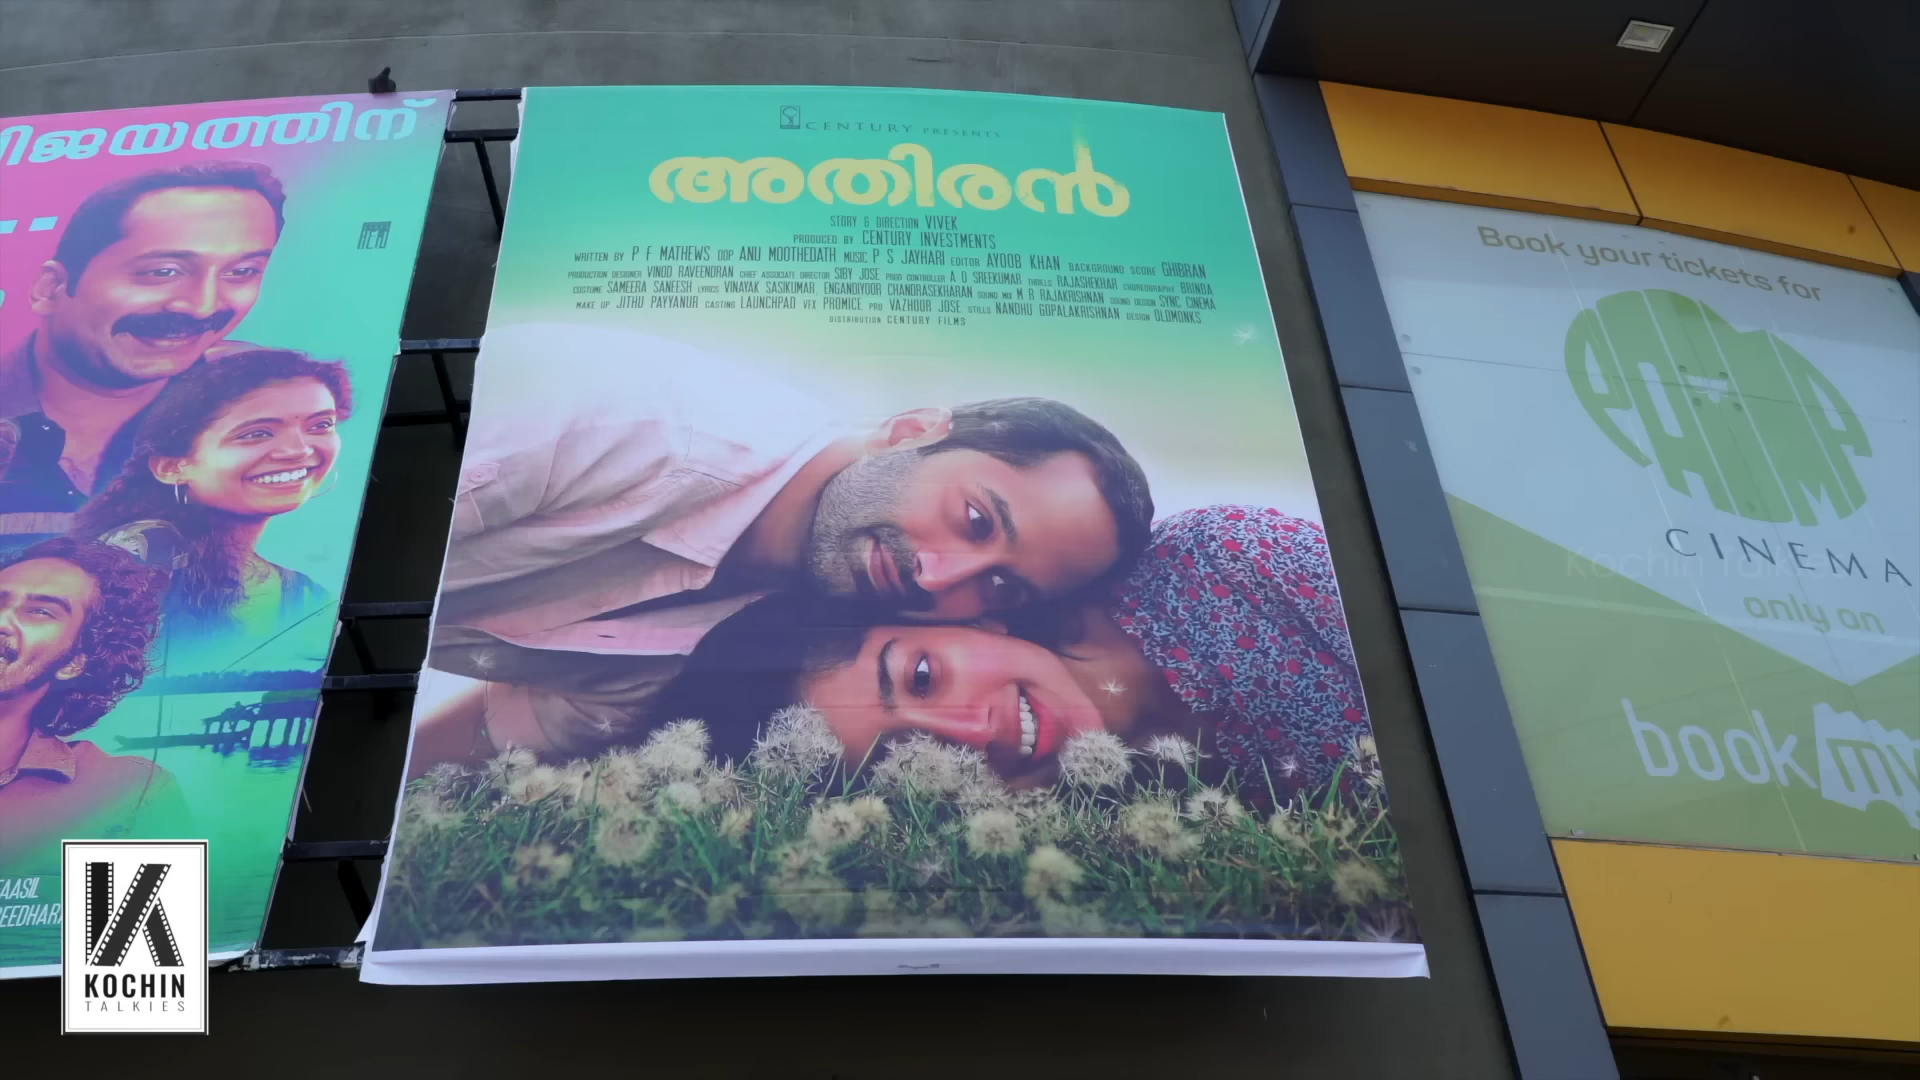 വിജയത്തിന്
CENTURY PRESENTS
അതിരൻ
STORY & DIRECTION VIVEK
PRODUCED BY CENTURY INVESTMENTS
WRITTEN BY P F MATHEWS DOP ANU MOOTHEDATH MUSIC P S JAYHARI EDITOR AYOOB KHAN BACKGROUND SCORE GHIBRAN
PRODUCTION DESIGNER VINOD RAVEENDRAN CHIEF ASSOCIATE DIRECTOR SIBY JOSE PROD CONTROLLER A D SREEKUMAR THRILLS RAJASHEKHAR CHOREOGRAPHY BRINDA
COSTUME SAMEERA SANEESH LYRICS VINAYAK SASIKUMAR ENGANDIYOOR CHANDRASEKHARAN SOUND MIX M R RAJAKRISHNAN SOUND DESIGN SYNC CINEMA
MAKE UP JITHU PAYYANUR CASTING LAUNCHPAD VFX PROMICE PRO VAZHOOR JOSE STILLS NANDHU GOPALAKRISHNAN DESIGN OLDMONKS
DISTRIBUTION CENTURY FILMS
Book your tickets for
CINEMA
only on
book my
Kochin Talkies
FAASIL
KOCHIN
TALKIES